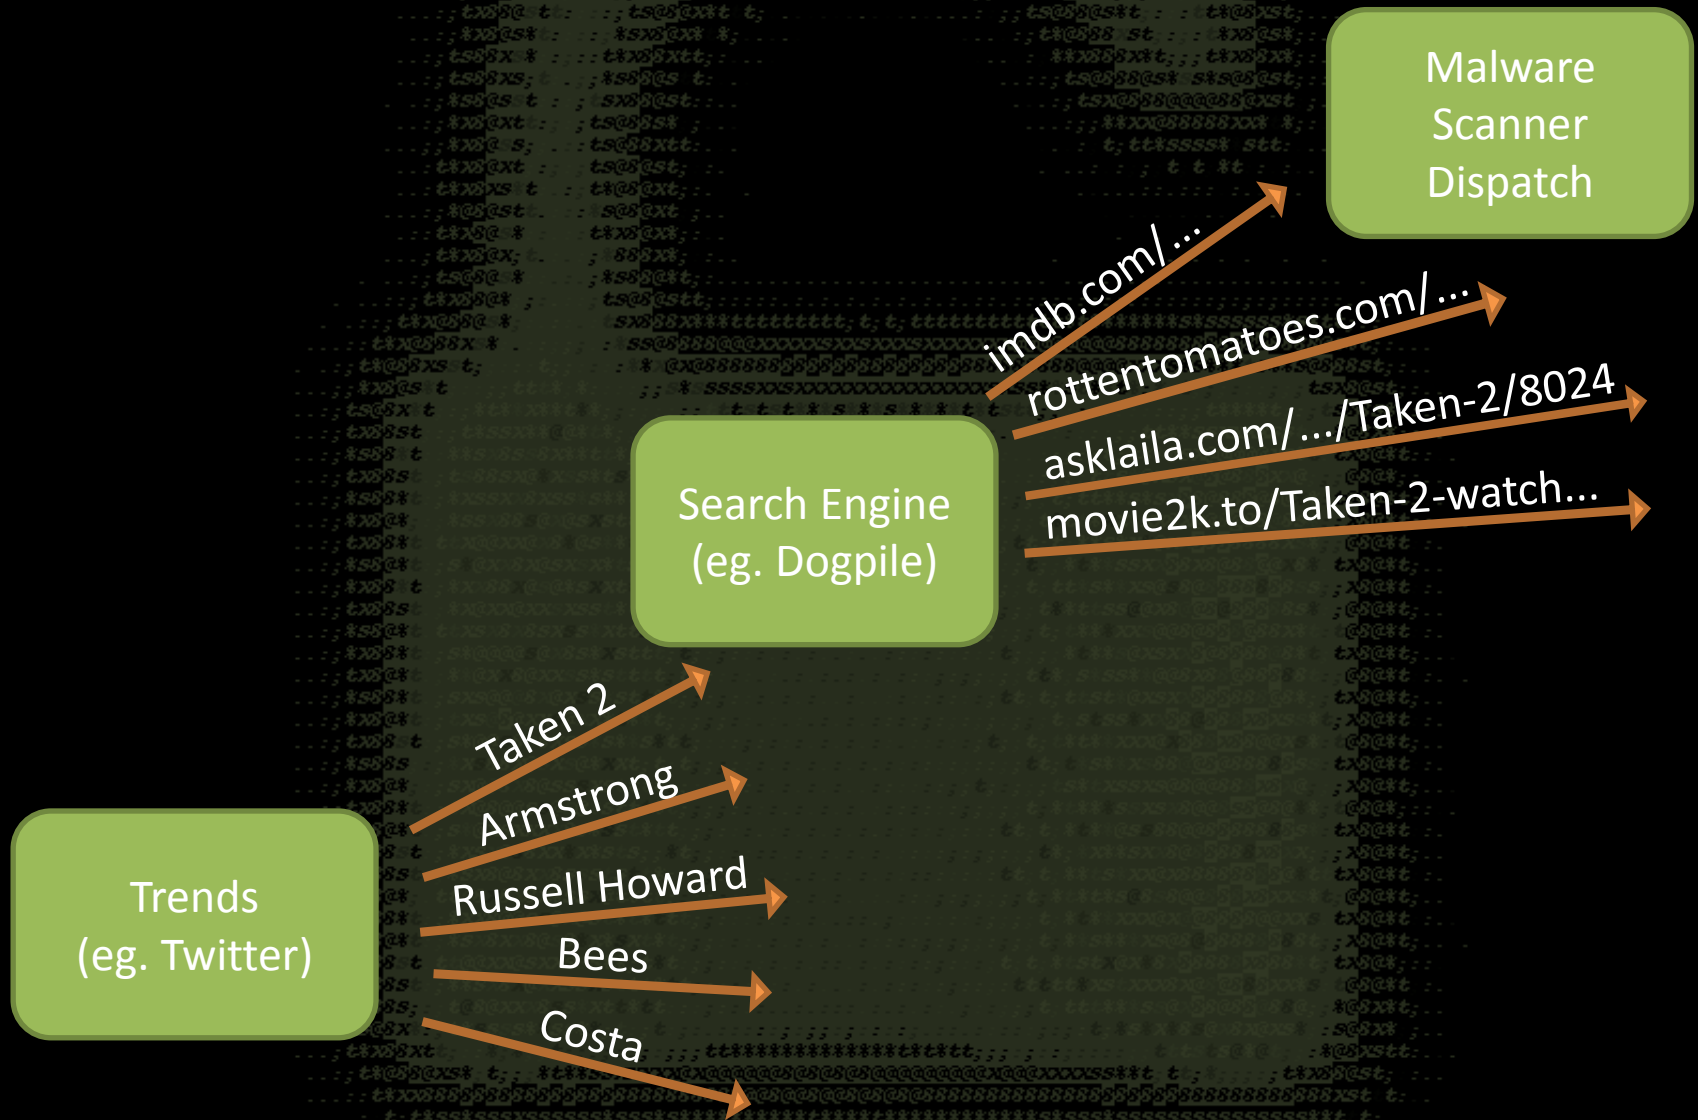 Malware
Scanner
Dispatch
imdb.com/...
rottentomatoes.com/...
asklaila.com/.../Taken-2/8024
movie2k.to/Taken-2-watch...
Search Engine
(eg. Dogpile)
Taken 2
Armstrong
Russell Howard
Bees
Costa
Trends
(eg. Twitter)